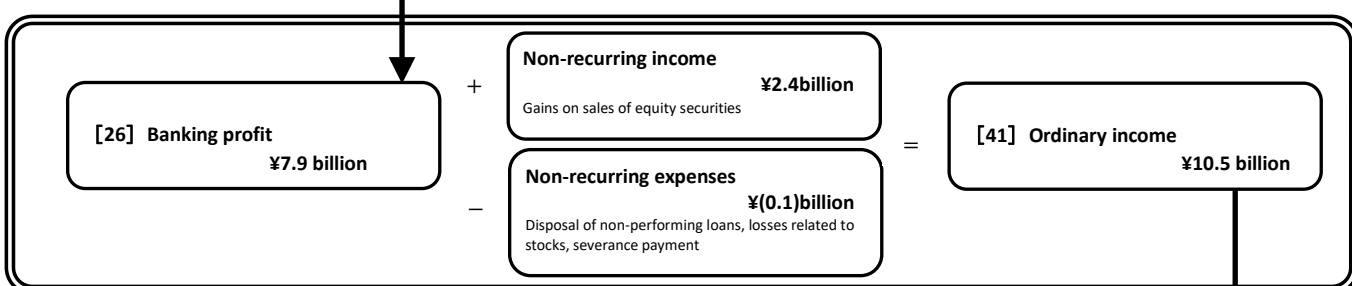 [26] Banking profit
¥7.9 billion
+
Non-recurring income
¥2.4billion
Gains on sales of equity securities
−
Non-recurring expenses
¥(0.1)billion
Disposal of non-performing loans, losses related to
stocks, severance payment
=
[41] Ordinary income
¥10.5 billion